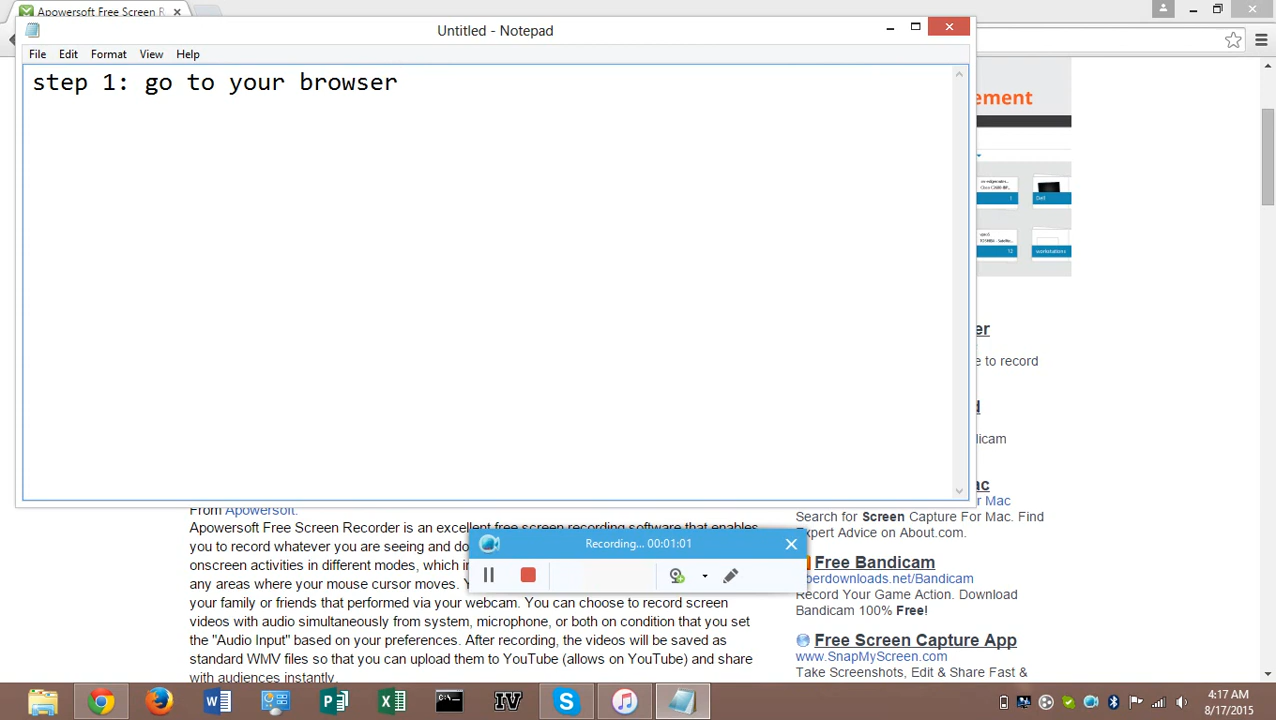 Apowersoft Free Screen R
Untitled - Notepad
File Edit Format View Help
step 1: go to your browser
ement
Dell
12
workstations
er
e to record
d
licam
ac
r Mac
Search for Screen Capture For Mac. Find
Expert Advice on About.com.
Free Bandicam
berdownloads.net/Bandicam
Record Your Game Action. Download
Bandicam 100% Free!
Free Screen Capture App
www.SnapMyScreen.com
Take Screenshots, Edit & Share Fast &
From Apowersoft:
Apowersoft Free Screen Recorder is an excellent free screen recording software that enables
you to record whatever you are seeing and do
onscreen activities in different modes, which in
any areas where your mouse cursor moves. Y
your family or friends that performed via your webcam. You can choose to record screen
videos with audio simultaneously from system, microphone, or both on condition that you set
the "Audio Input" based on your preferences. After recording, the videos will be saved as
standard WMV files so that you can upload them to YouTube (allows on YouTube) and share
with audiences instantly.
Recording... 00:01:01
IV
4:17 AM
8/17/2015